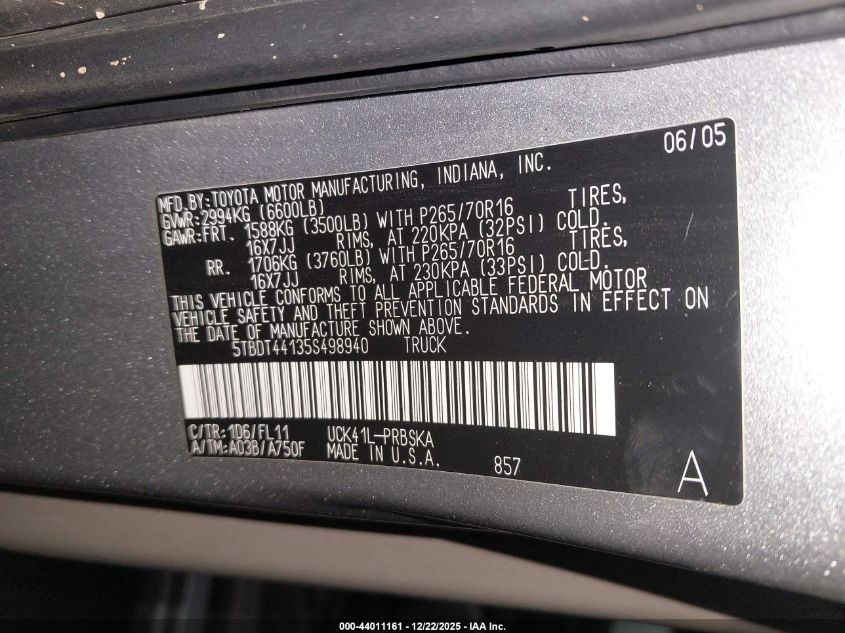 06/05
MFD.BY:TOYOTA MOTOR MANUFACTURING, INDIANA, INC.
GVWR:2994KG (6600LB)
GAWR:FRT. 1588KG (3500LB) WITH P265/70R16 TIRES,
16X7JJ RIMS, AT 220KPA (32PSI) COLD.
RR. 1706KG (3760LB) WITH P265/70R16 TIRES,
16X7JJ RIMS, AT 230KPA (33PSI) COLD.
THIS VEHICLE CONFORMS TO ALL APPLICABLE FEDERAL MOTOR
VEHICLE SAFETY AND THEFT PREVENTION STANDARDS IN EFFECT ON
THE DATE OF MANUFACTURE SHOWN ABOVE.
5TBDT44135S498940 TRUCK
C/TR:1D6/FL11 UCK41L-PRBSKA
A/TM:A03B/A750F MADE IN U.S.A. 857 A
000-44011161 - 12/22/2025 - IAA Inc.